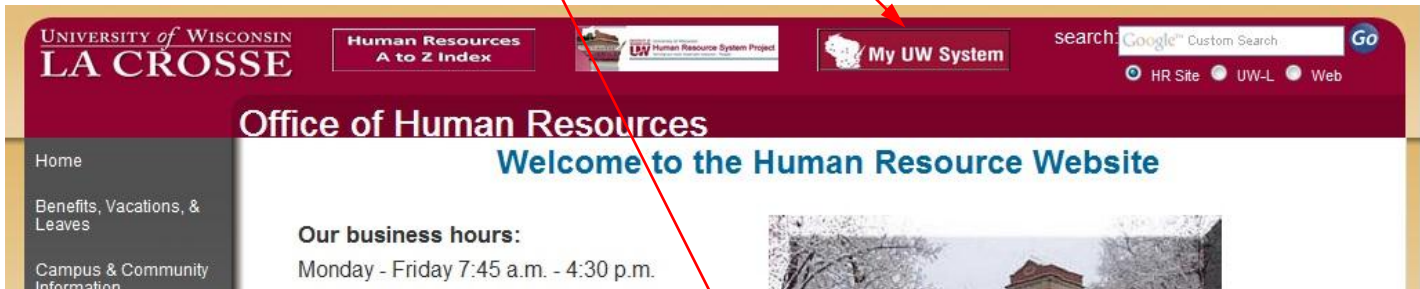 UNIVERSITY of WISCONSIN
LA CROSSE
Human Resources
A to Z Index
Human Resource System Project
My UW System
search:
Google™ Custom Search
Go
HR Site
UW-L
Web
Office of Human Resources
Home
Benefits, Vacations, &
Leaves
Campus & Community
Information
Welcome to the Human Resource Website
Our business hours:
Monday - Friday 7:45 a.m. - 4:30 p.m.